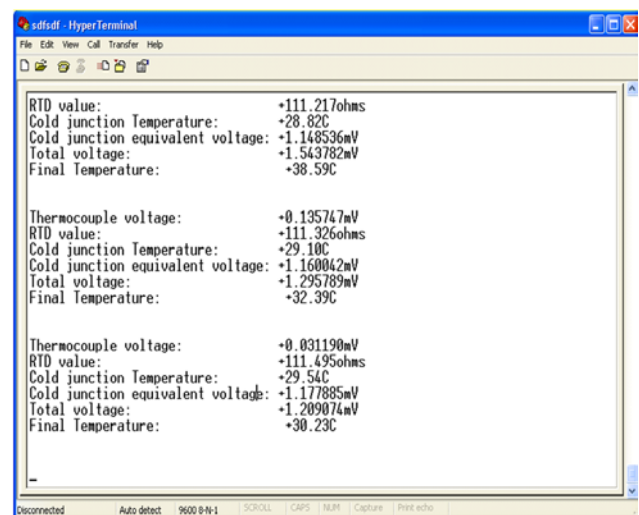 sdfsdf - HyperTerminal
File Edit View Call Transfer Help
RTD value: +111.217ohms
Cold junction Temperature: +28.82C
Cold junction equivalent voltage: +1.148536mV
Total voltage: +1.543782mV
Final Temperature: +38.59C
Thermocouple voltage: +0.135747mV
RTD value: +111.326ohms
Cold junction Temperature: +29.10C
Cold junction equivalent voltage: +1.160042mV
Total voltage: +1.295789mV
Final Temperature: +32.39C
Thermocouple voltage: +0.031190mV
RTD value: +111.495ohms
Cold junction Temperature: +29.54C
Cold junction equivalent voltage: +1.177885mV
Total voltage: +1.209074mV
Final Temperature: +30.23C
_
Disconnected Auto detect 9600 8-N-1 SCROLL CAPS NUM Capture Print echo